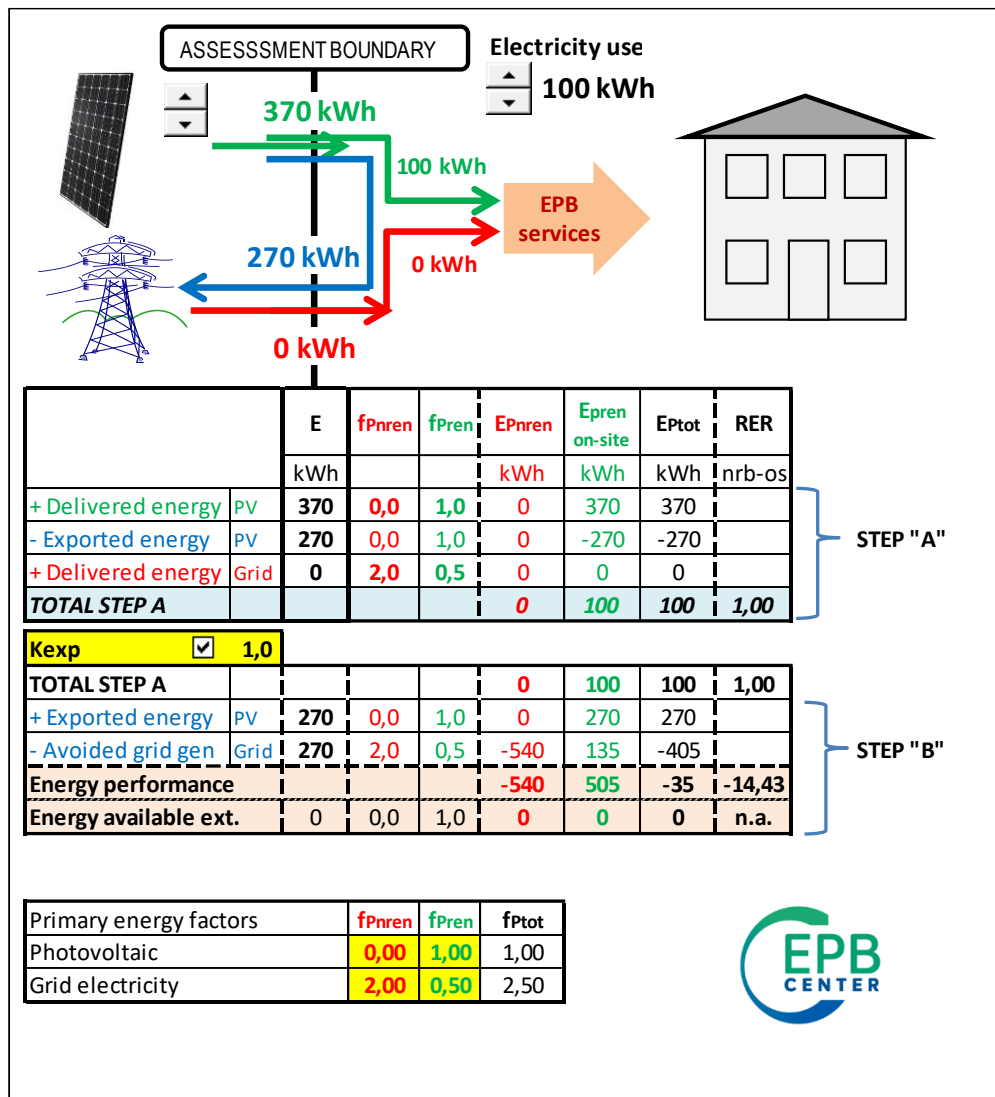 ASSESSSMENT BOUNDARY
Electricity use
100 kWh
370 kWh
100 kWh
EPB
services
270 kWh
0 kWh
0 kWh
E fPnren fPren EPnren Epren on-site EPtot RER
kWh kWh kWh kWh nrb-os
+ Delivered energy PV 370 0,0 1,0 0 370 370
- Exported energy PV 270 0,0 1,0 0 -270 -270
+ Delivered energy Grid 0 2,0 0,5 0 0 0
TOTAL STEP A 0 100 100 1,00
STEP "A"
Kexp 1,0
TOTAL STEP A 0 100 100 1,00
+ Exported energy PV 270 0,0 1,0 0 270 270
- Avoided grid gen Grid 270 2,0 0,5 -540 135 -405
Energy performance -540 505 -35 -14,43
Energy available ext. 0 0,0 1,0 0 0 0 n.a.
STEP "B"
Primary energy factors fPnren fPren fPtot
Photovoltaic 0,00 1,00 1,00
Grid electricity 2,00 0,50 2,50
EPB
CENTER